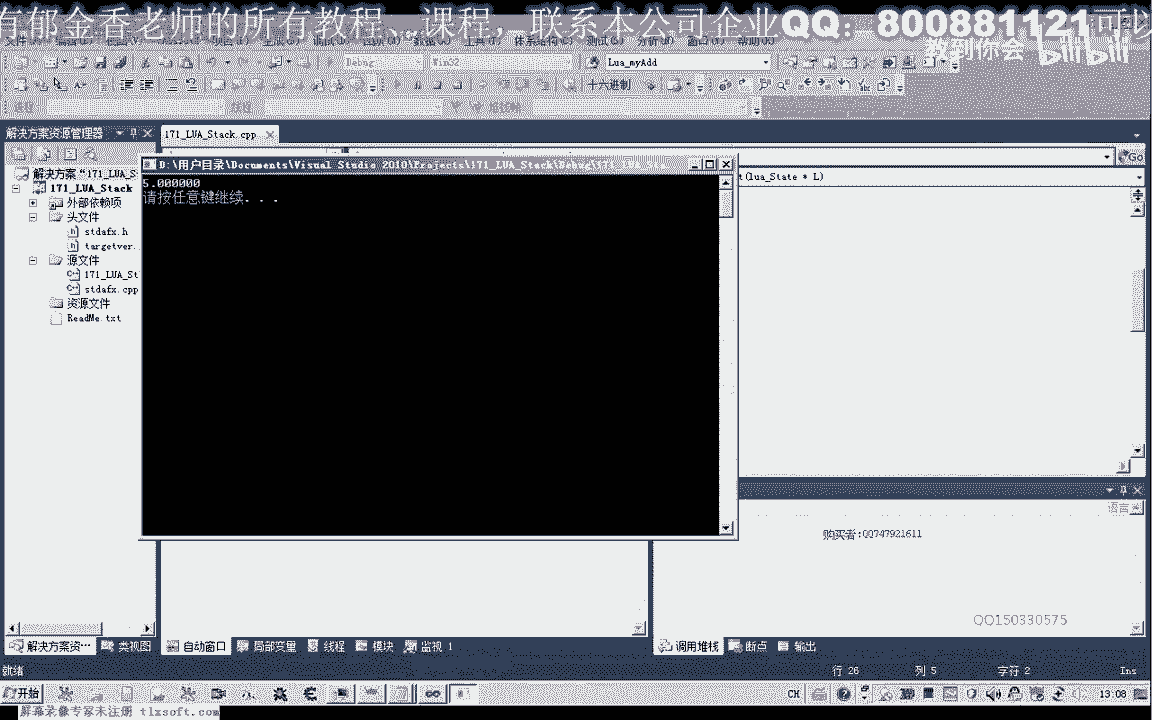 有郁金香老师的所有教程、课程，联系本公司企业QQ：800881121可以
教到你会 bilibili
Debug Win32 Lua_myAdd
十六进制
解决方案资源管理器
171_LUA_Stack.cpp
D:\用户目录\Documents\Visual Studio 2010\Projects\171_LUA_Stack\Debug\171_LUA_Sta
5.000000
请按任意键继续. . .
Go
t(lua_State * L)
解决方案“171_LUA_S
171_LUA_Stack
外部依赖项
头文件
stdafx.h
targetver.
源文件
171_LUA_St
stdafx.cpp
资源文件
ReadMe.txt
语言
购买者:QQ747921611
QQ150330575
解决方案资… 类视图 自动窗口 局部变量 线程 模块 监视 1 调用堆栈 断点 输出
就绪 行 26 列 5 字符 2 Ins
开始 CH 13:08
屏幕录像专家未注册 tlxsoft.com